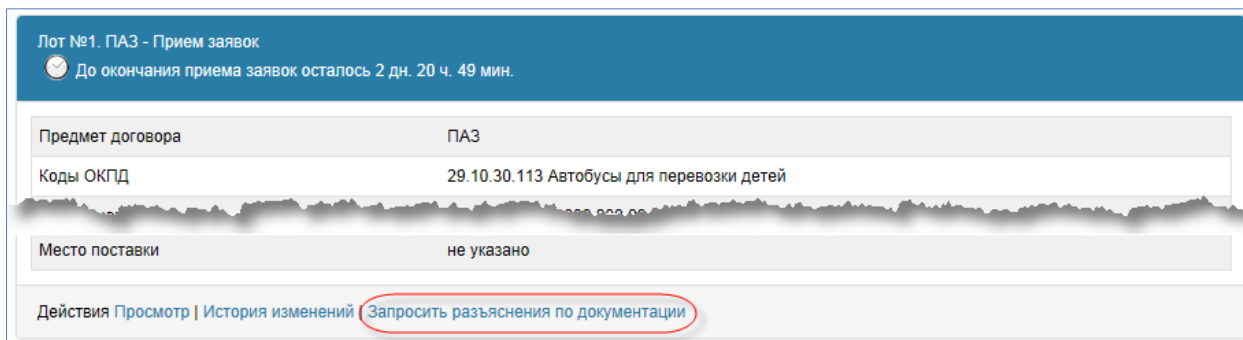 Лот №1. ПАЗ - Прием заявок
До окончания приема заявок осталось 2 дн. 20 ч. 49 мин.
Предмет договора ПАЗ
Коды ОКПД 29.10.30.113 Автобусы для перевозки детей
Место поставки не указано
Действия Просмотр | История изменений | Запросить разъяснения по документации